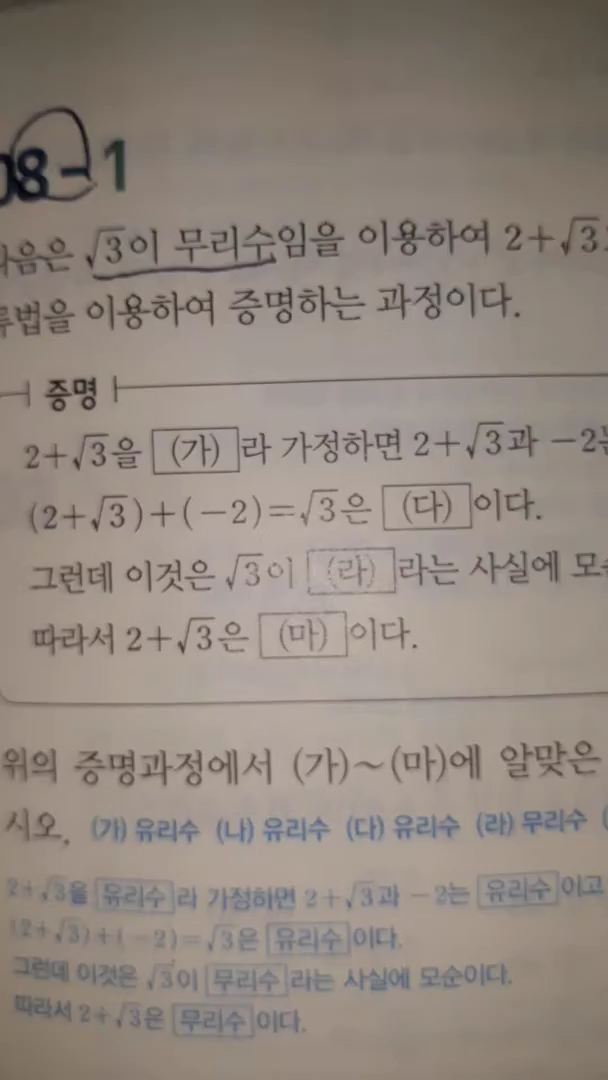 08-1
다음은 √3이 무리수임을 이용하여 2+√3
류법을 이용하여 증명하는 과정이다.
증명
2+√3을 (가)라 가정하면 2+√3과 -2는
(2+√3)+(-2)=√3은 (다)이다.
그런데 이것은 √3이 (라)라는 사실에 모순
따라서 2+√3은 (마)이다.
위의 증명과정에서 (가)~(마)에 알맞은
시오. (가) 유리수 (나) 유리수 (다) 유리수 (라) 무리수 (
2+√3을 유리수라 가정하면 2+√3과 -2는 유리수이고
(2+√3)+(-2)=√3은 유리수이다.
그런데 이것은 √3이 무리수라는 사실에 모순이다.
따라서 2+√3은 무리수이다.